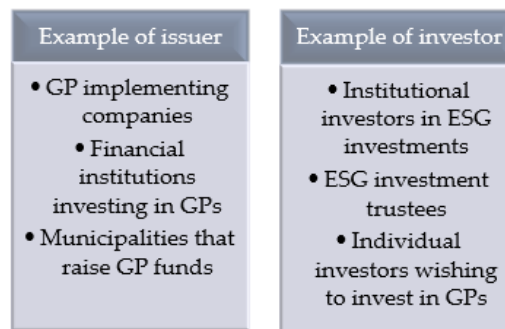 Example of issuer
• GP implementing
companies
• Financial
institutions
investing in GPs
• Municipalities that
raise GP funds
Example of investor
• Institutional
investors in ESG
investments
• ESG investment
trustees
• Individual
investors wishing
to invest in GPs